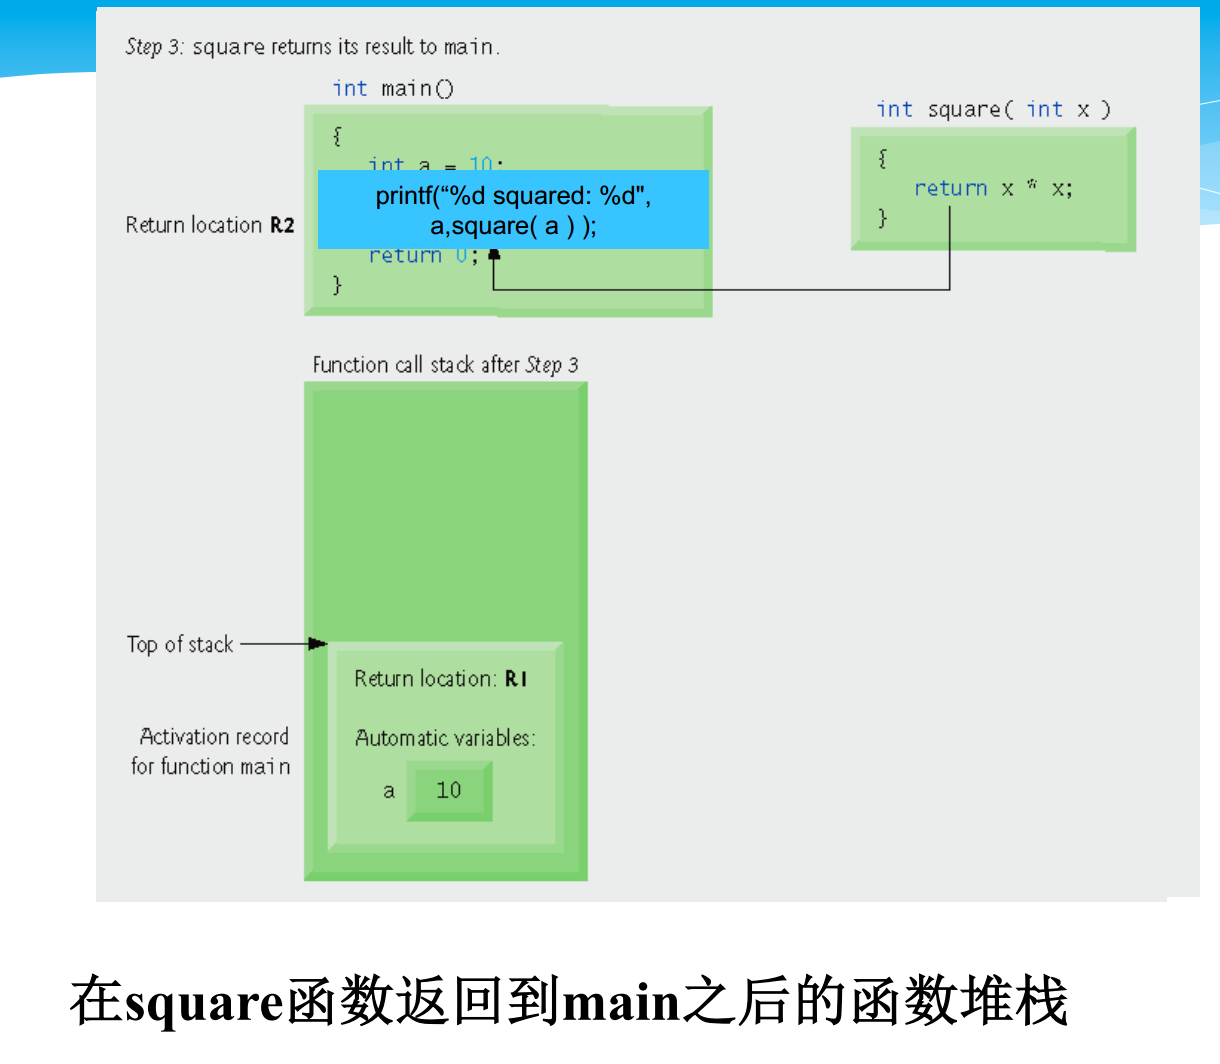 Step 3: square returns its result to main.
int main()
{
int a = 10;
printf(“%d squared: %d",
a,square( a ) );
return 0;
}
Return location R2
int square( int x )
{
return x * x;
}
Function call stack after Step 3
Top of stack
Return location: R1
Activation record
for function main
Automatic variables:
a 10
在square函数返回到main之后的函数堆栈